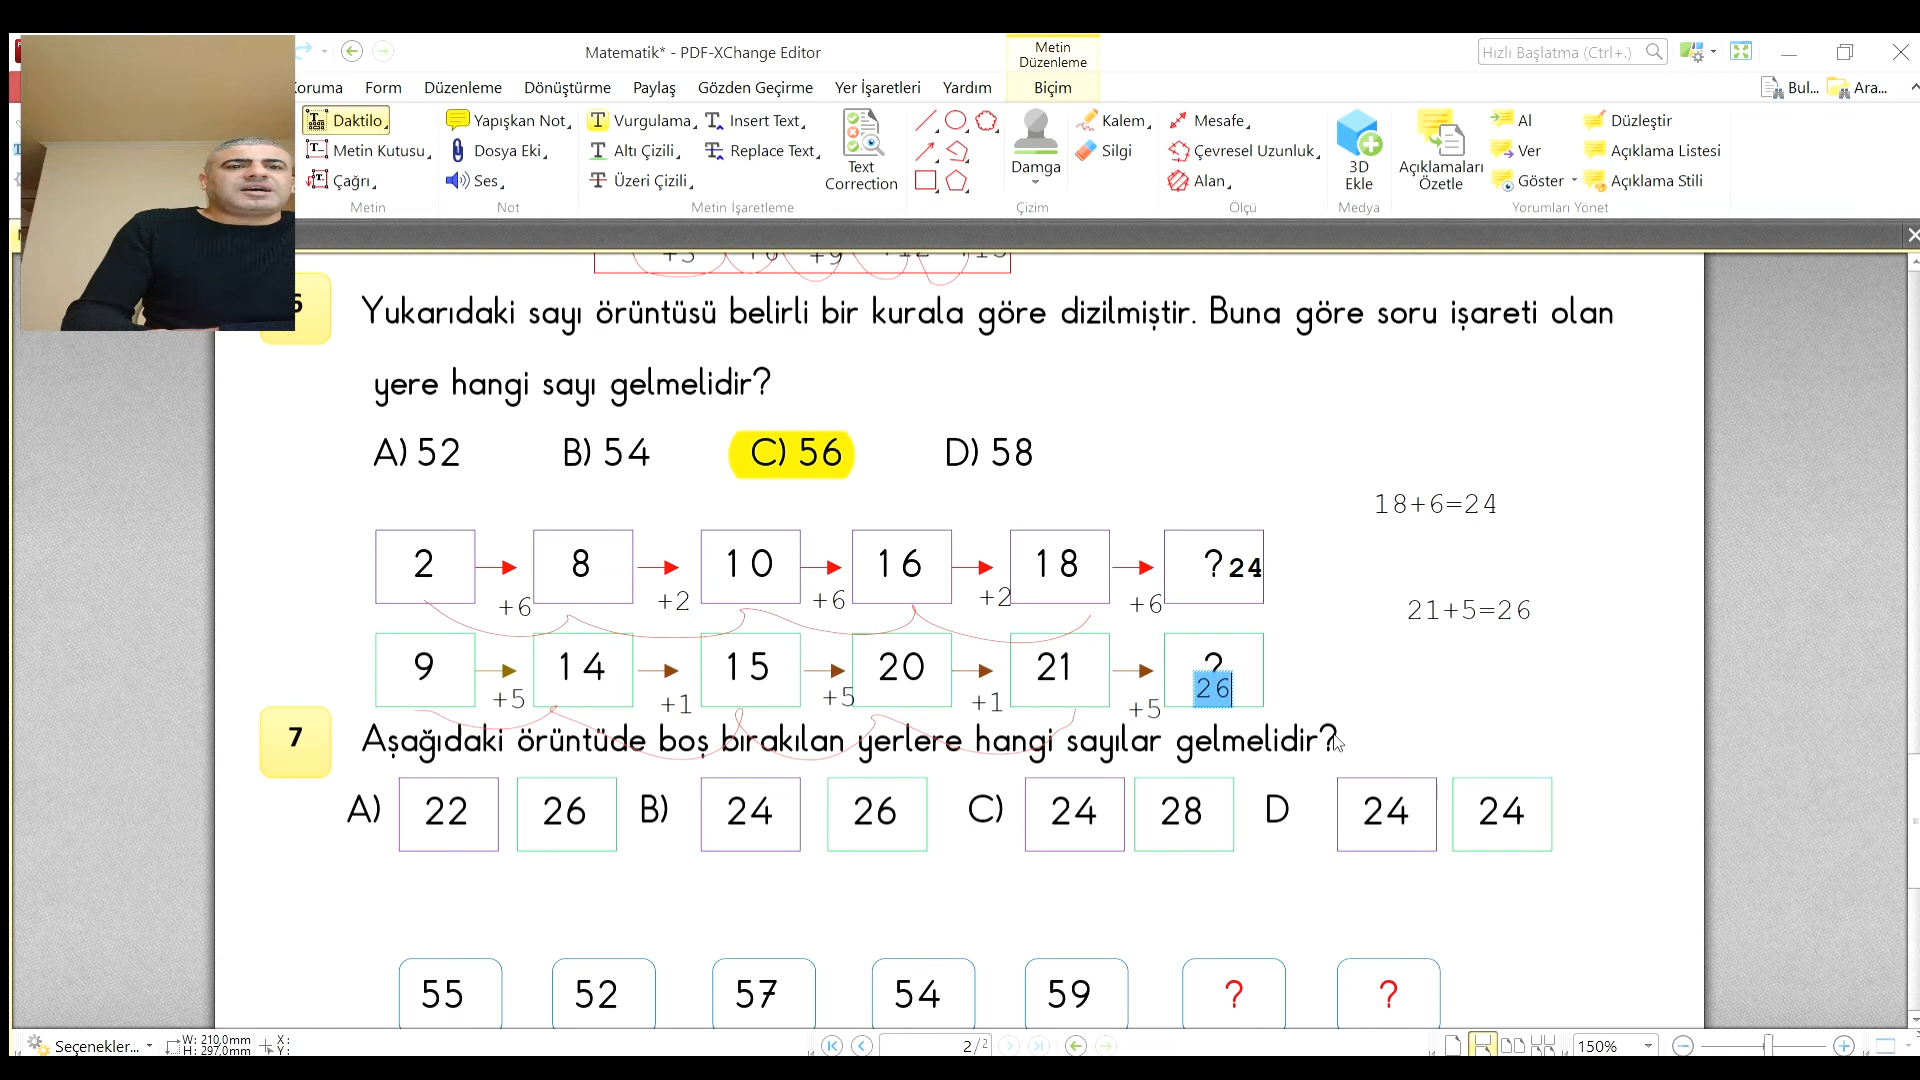 Matematik* - PDF-XChange Editor
Metin
Düzenleme
Hızlı Başlatma (Ctrl+.)
Koruma Form Düzenleme Dönüştürme Paylaş Gözden Geçirme Yer İşaretleri Yardım Biçim Bul... Ara...
Daktilo Yapışkan Not Vurgulama Insert Text Kalem Mesafe Al Düzleştir
Metin Kutusu Dosya Eki Altı Çizili Replace Text Silgi Çevresel Uzunluk Ver Açıklama Listesi
Çağrı Ses Üzeri Çizili Text Correction Damga Alan 3D Ekle Açıklamaları Özetle Göster Açıklama Stili
Metin Not Metin İşaretleme Çizim Ölçü Medya Yorumları Yönet
Yukarıdaki sayı örüntüsü belirli bir kurala göre dizilmiştir. Buna göre soru işareti olan
yere hangi sayı gelmelidir?
A) 52 B) 54 C) 56 D) 58
18+6=24
2 8 10 16 18 ? 24
+6 +2 +6 +2 +6
21+5=26
9 14 15 20 21 ?
26
+5 +1 +5 +1 +5
7 Aşağıdaki örüntüde boş bırakılan yerlere hangi sayılar gelmelidir?
A) 22 26 B) 24 26 C) 24 28 D 24 24
55 52 57 54 59 ? ?
Seçenekler... W: 210,0mm X:
H: 297,0mm Y:
2/2
150%